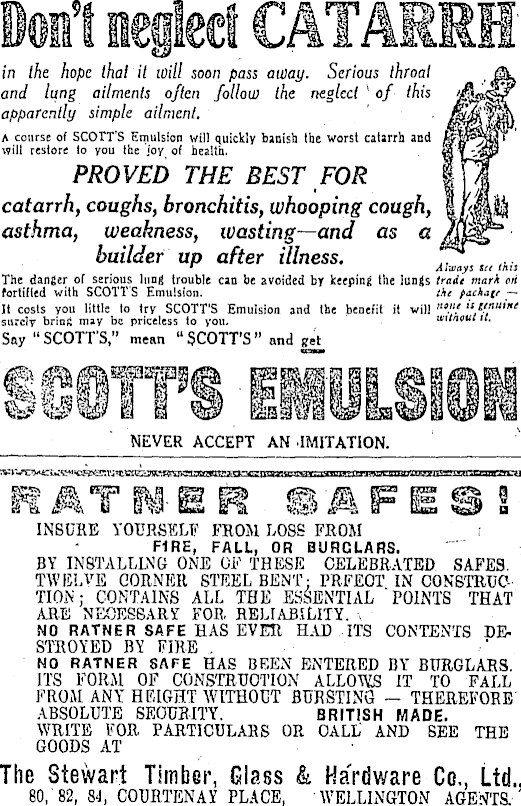 Don't neglect CATARRH
in the hope that it will soon pass away. Serious throat
and lung ailments often follow the neglect of this
apparently simple ailment.
A course of SCOTT'S Emulsion will quickly banish the worst catarrh and
will restore to you the joy of health.
PROVED THE BEST FOR
catarrh, coughs, bronchitis, whooping cough,
asthma, weakness, wasting—and as a
builder up after illness.
The danger of serious lung trouble can be avoided by keeping the lungs
fortified with SCOTT'S Emulsion.
It costs you little to try SCOTT'S Emulsion and the benefit it will
surely bring may be priceless to you.
Always see this
trade mark on
the package—
none is genuine
without it.
Say "SCOTT'S," mean "SCOTT'S" and get
SCOTT'S EMULSION
NEVER ACCEPT AN IMITATION.
RATNER SAFES!
INSURE YOURSELF FROM LOSS FROM
FIRE, FALL, OR BURGLARS.
BY INSTALLING ONE OF THESE CELEBRATED SAFES.
TWELVE CORNER STEEL BENT; PRFECT IN CONSTRUC-
TION; CONTAINS ALL THE ESSENTIAL POINTS THAT
ARE NECESSARY FOR RELIABILITY.
NO RATNER SAFE HAS EVER HAD ITS CONTENTS DE-
STROYED BY FIRE
NO RATNER SAFE HAS BEEN ENTERED BY BURGLARS.
ITS FORM OF CONSTRUCTION ALLOWS IT TO FALL
FROM ANY HEIGHT WITHOUT BURSTING — THEREFORE
ABSOLUTE SECURITY. BRITISH MADE.
WRITE FOR PARTICULARS OR CALL AND SEE THE
GOODS AT
The Stewart Timber, Glass & Hardware Co., Ltd.,
80, 82, 84, COURTENAY PLACE, WELLINGTON AGENTS.